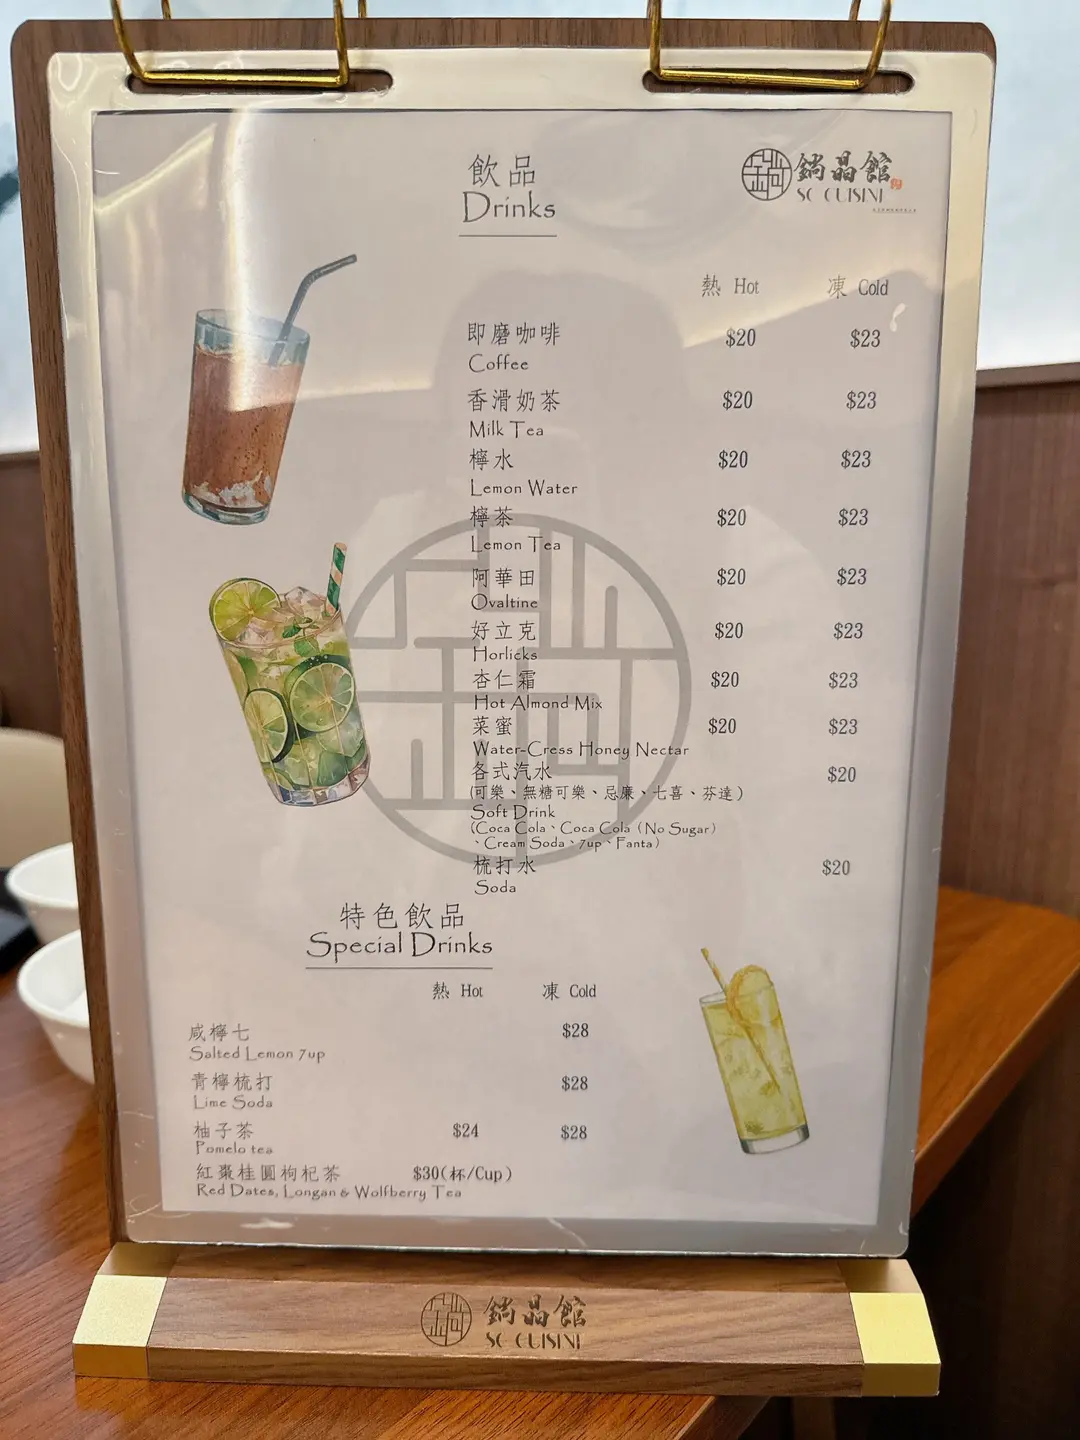 飲品
Drinks
鍋晶館
SC CUISINE
熱 Hot 凍 Cold
即磨咖啡 $20 $23
Coffee
香滑奶茶 $20 $23
Milk Tea
檸水 $20 $23
Lemon Water
檸茶 $20 $23
Lemon Tea
阿華田 $20 $23
Ovaltine
好立克 $20 $23
Horlicks
杏仁霜 $20 $23
Hot Almond Mix
菜蜜 $20 $23
Water-Cress Honey Nectar
各式汽水 $20
(可樂、無糖可樂、忌廉、七喜、芬達)
Soft Drink
(Coca Cola、Coca Cola (No Sugar)
、Cream Soda、7up、Fanta)
梳打水 $20
Soda
特色飲品
Special Drinks
熱 Hot 凍 Cold
咸檸七 $28
Salted Lemon 7up
青檸梳打 $28
Lime Soda
柚子茶 $24 $28
Pomelo tea
紅棗桂圓枸杞茶 $30(杯/Cup)
Red Dates, Longan & Wolfberry Tea
鍋晶館
SC CUISINE